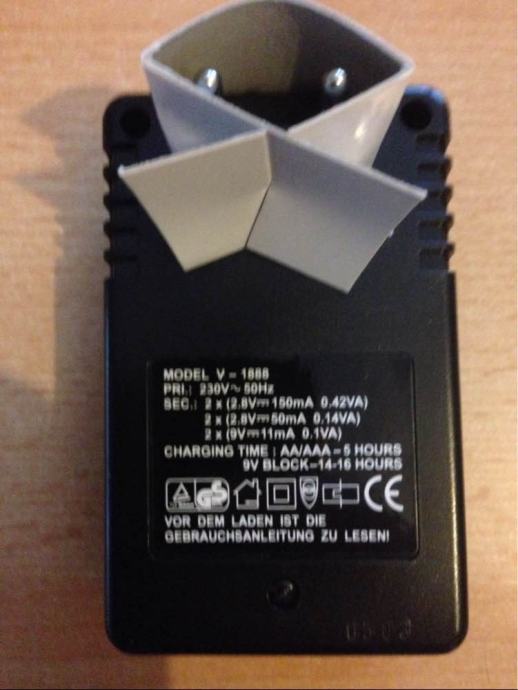 MODEL V = 1888
PRI.: 230V~ 50Hz
SEC.: 2 x (2.8V⎓150mA 0.42VA)
2 x (2.8V⎓50mA 0.14VA)
2 x (9V⎓11mA 0.1VA)
CHARGING TIME : AA/AAA = 5 HOURS
9V BLOCK=14-16 HOURS
GS CE
VOR DEM LADEN IST DIE
GEBRAUCHSANLEITUNG ZU LESEN!